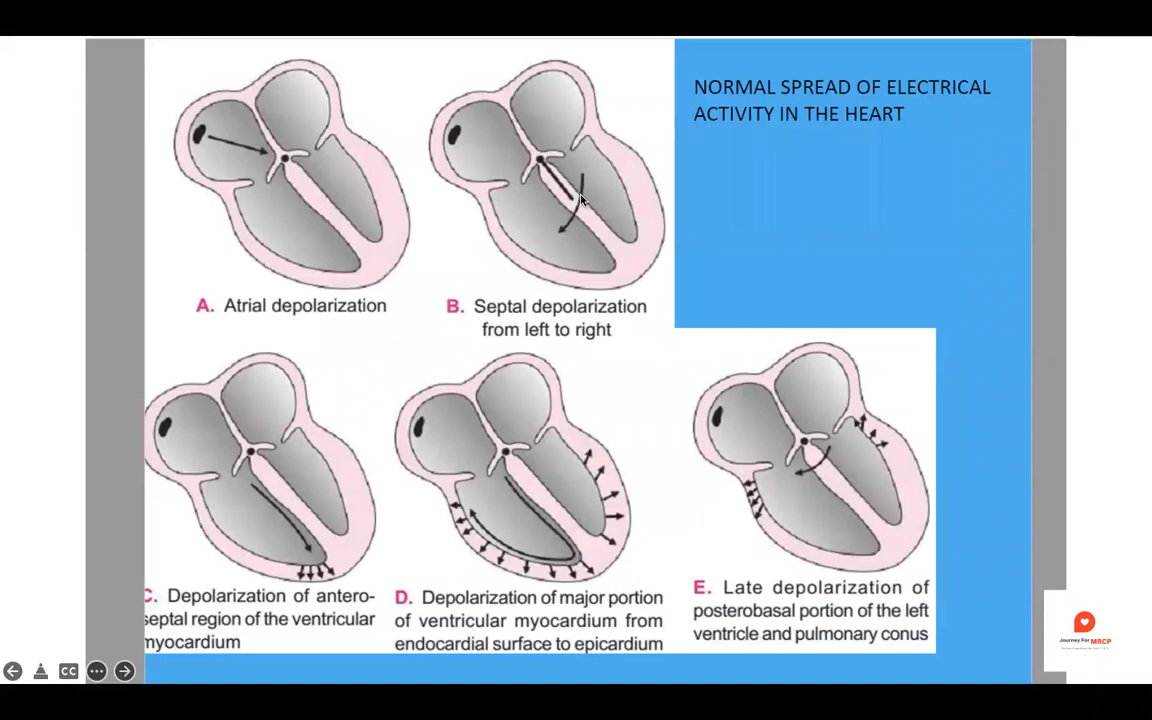 NORMAL SPREAD OF ELECTRICAL
ACTIVITY IN THE HEART
A. Atrial depolarization
B. Septal depolarization
from left to right
C. Depolarization of antero-
septal region of the ventricular
myocardium
D. Depolarization of major portion
of ventricular myocardium from
endocardial surface to epicardium
E. Late depolarization of
posterobasal portion of the left
ventricle and pulmonary conus
Journey For MRCP
CC